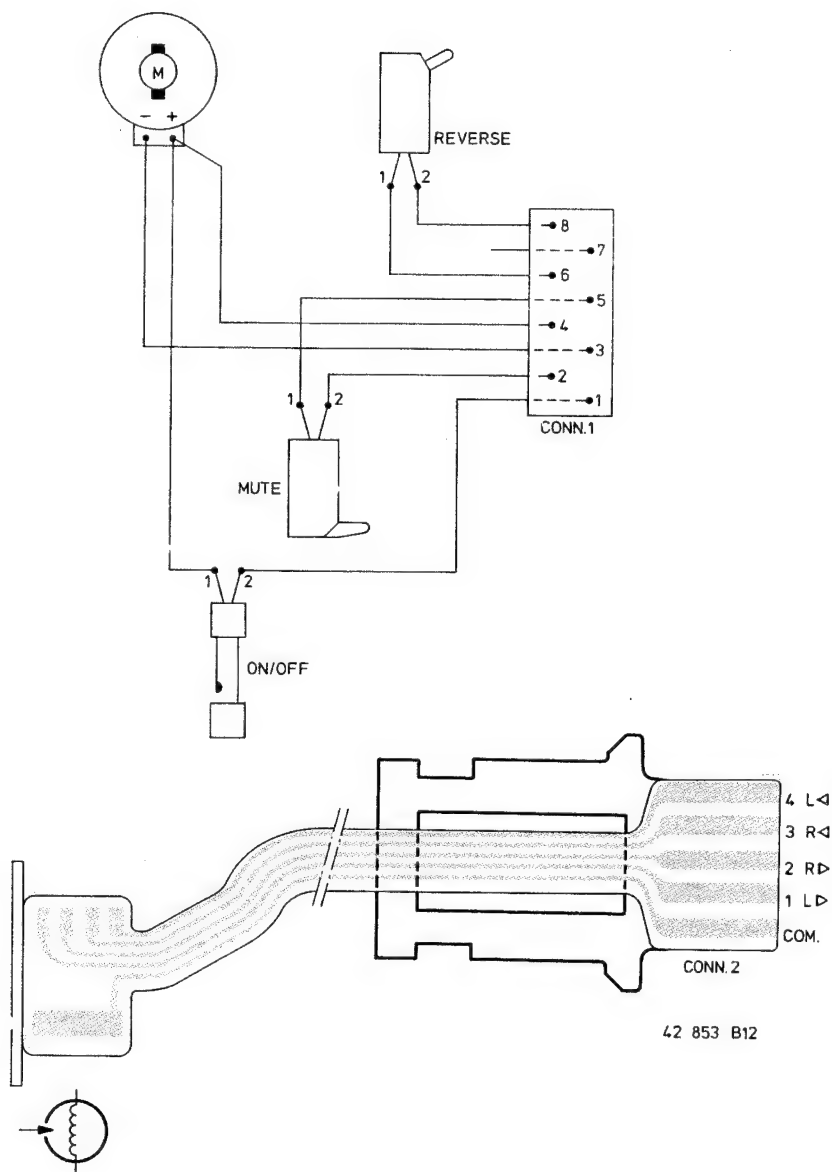 M
- +
REVERSE
1 2
8
7
6
5
4
3
2
1
CONN.1
1 2
MUTE
1 2
ON/OFF
4 L◁
3 R◁
2 R▷
1 L▷
COM.
CONN.2
42 853 B12